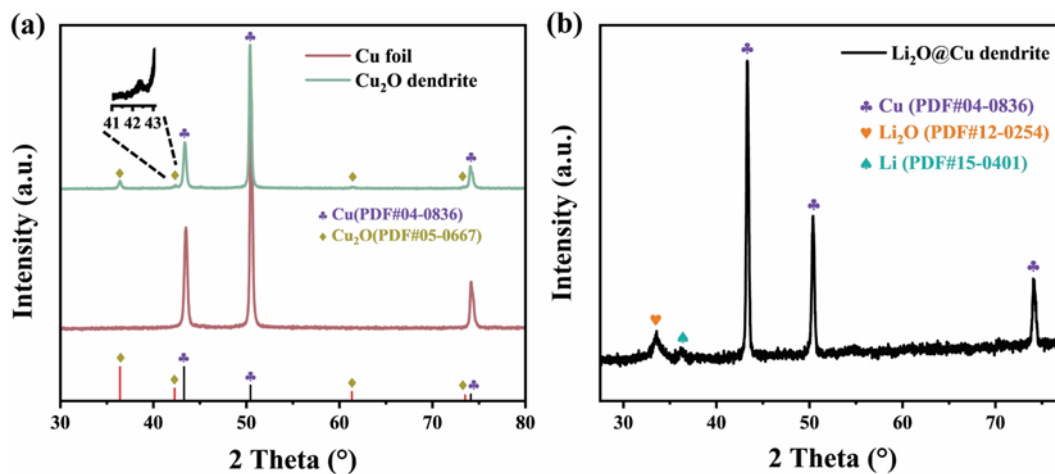 (a)
Cu foil
Cu₂O dendrite
41 42 43
Cu(PDF#04-0836)
Cu₂O(PDF#05-0667)
Intensity (a.u.)
30 40 50 60 70 80
2 Theta (°)
(b)
Li₂O@Cu dendrite
Cu (PDF#04-0836)
Li₂O (PDF#12-0254)
Li (PDF#15-0401)
Intensity (a.u.)
30 40 50 60 70
2 Theta (°)